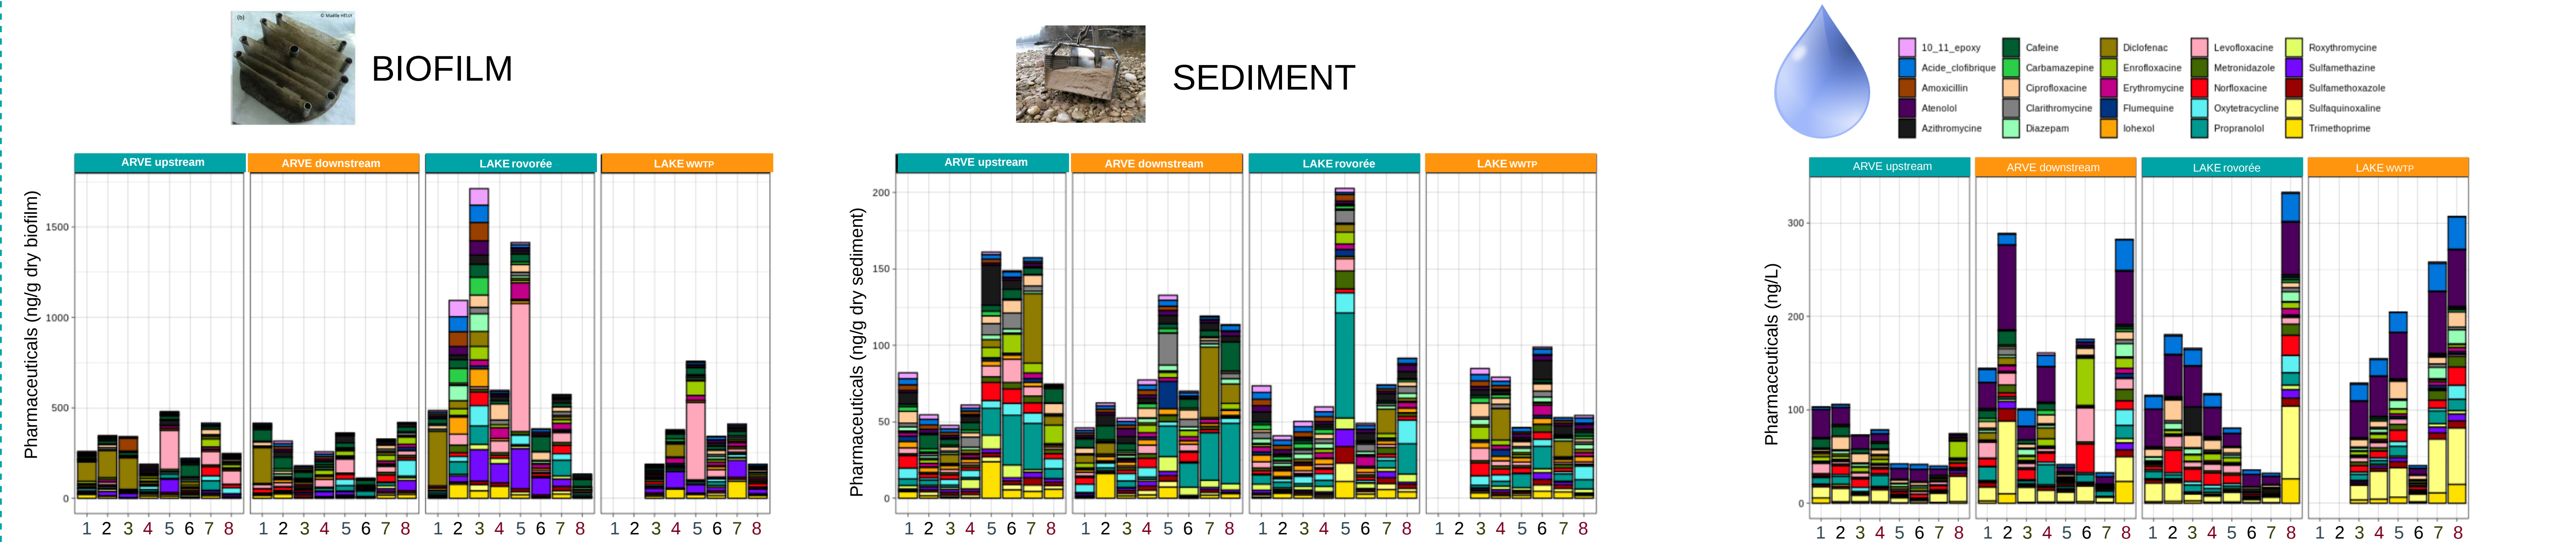 (b)
© Maëlla HELLY
BIOFILM
ARVE upstream
ARVE downstream
LAKE rovorée
LAKE WWTP
Pharmaceuticals (ng/g dry biofilm)
1500
1000
500
0
1 2 3 4 5 6 7 8
1 2 3 4 5 6 7 8
1 2 3 4 5 6 7 8
1 2 3 4 5 6 7 8
SEDIMENT
ARVE upstream
ARVE downstream
LAKE rovorée
LAKE WWTP
Pharmaceuticals (ng/g dry sediment)
200
150
100
50
0
1 2 3 4 5 6 7 8
1 2 3 4 5 6 7 8
1 2 3 4 5 6 7 8
1 2 3 4 5 6 7 8
10_11_epoxy
Acide_clofibrique
Amoxicillin
Atenolol
Azithromycine
Cafeine
Carbamazepine
Ciprofloxacine
Clarithromycine
Diazepam
Diclofenac
Enrofloxacine
Erythromycine
Flumequine
Iohexol
Levofloxacine
Metronidazole
Norfloxacine
Oxytetracycline
Propranolol
Roxythromycine
Sulfamethazine
Sulfamethoxazole
Sulfaquinoxaline
Trimethoprime
ARVE upstream
ARVE downstream
LAKE rovorée
LAKE WWTP
Pharmaceuticals (ng/L)
300
200
100
0
1 2 3 4 5 6 7 8
1 2 3 4 5 6 7 8
1 2 3 4 5 6 7 8
1 2 3 4 5 6 7 8